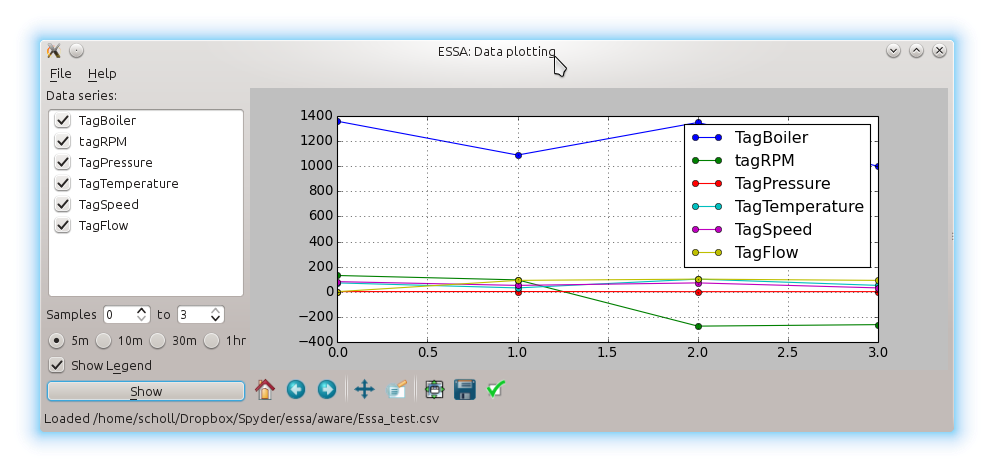 ESSA: Data plotting
File Help
Data series:
TagBoiler
tagRPM
TagPressure
TagTemperature
TagSpeed
TagFlow
Samples 0 to 3
5m 10m 30m 1hr
Show Legend
Show
1400
1200
1000
800
600
400
200
0
−200
−400
0.0 0.5 1.0 1.5 2.0 2.5 3.0
TagBoiler
tagRPM
TagPressure
TagTemperature
TagSpeed
TagFlow
Loaded /home/scholl/Dropbox/Spyder/essa/aware/Essa_test.csv